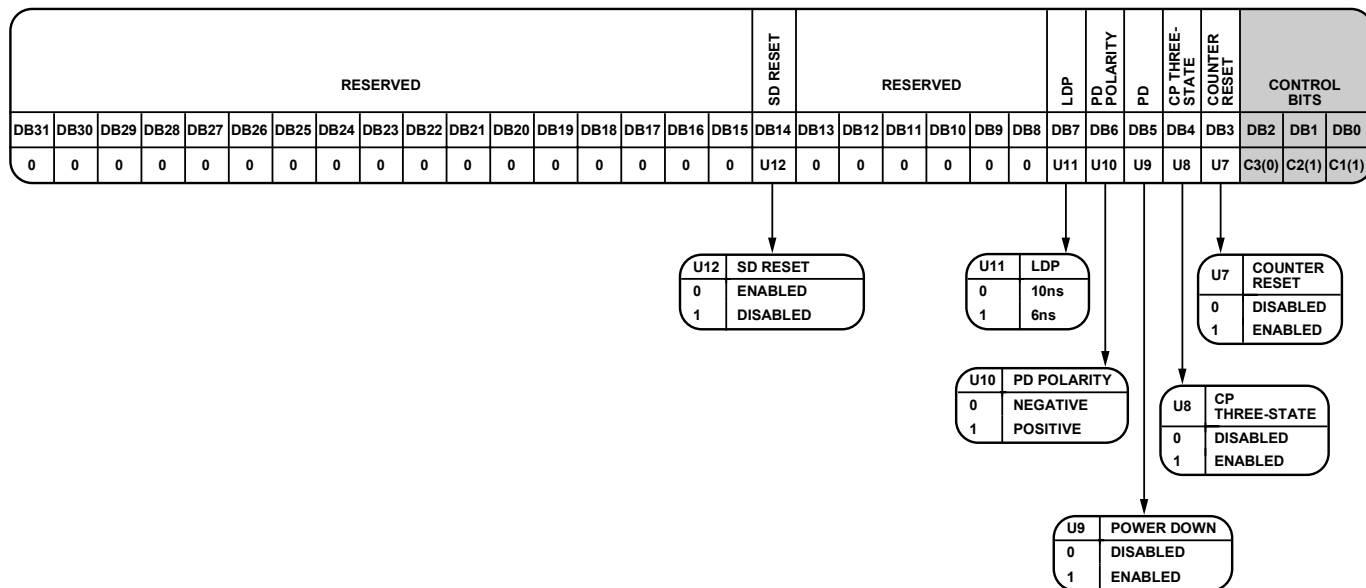 RESERVED SD RESET RESERVED LDP PD POLARITY PD CP THREE-STATE COUNTER RESET CONTROL BITS
DB31 DB30 DB29 DB28 DB27 DB26 DB25 DB24 DB23 DB22 DB21 DB20 DB19 DB18 DB17 DB16 DB15 DB14 DB13 DB12 DB11 DB10 DB9 DB8 DB7 DB6 DB5 DB4 DB3 DB2 DB1 DB0
0 0 0 0 0 0 0 0 0 0 0 0 0 0 0 0 0 U12 0 0 0 0 0 0 U11 U10 U9 U8 U7 C3(0) C2(1) C1(1)
U12 SD RESET
0 ENABLED
1 DISABLED
U11 LDP
0 10ns
1 6ns
U7 COUNTER RESET
0 DISABLED
1 ENABLED
U10 PD POLARITY
0 NEGATIVE
1 POSITIVE
U8 CP THREE-STATE
0 DISABLED
1 ENABLED
U9 POWER DOWN
0 DISABLED
1 ENABLED